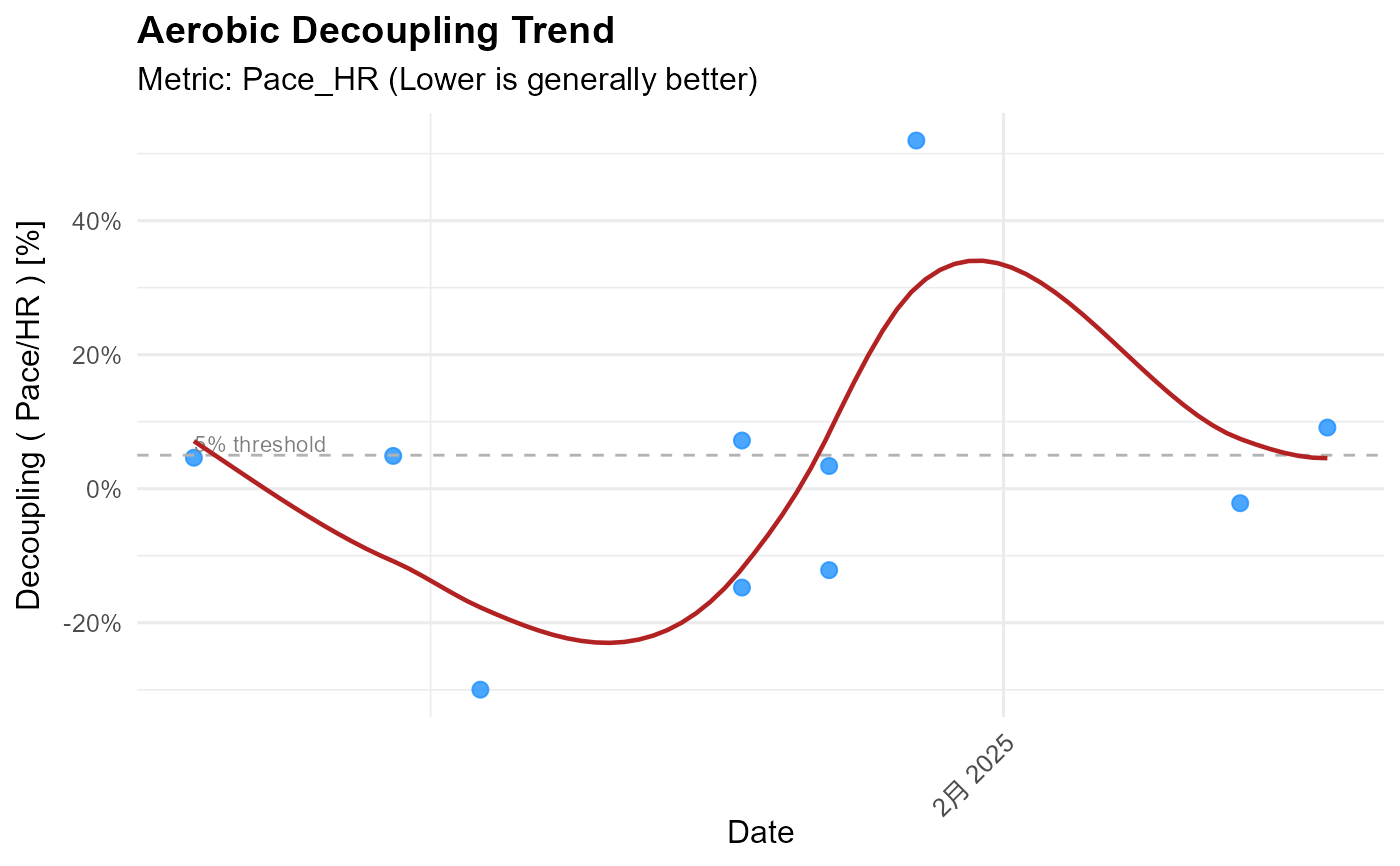 Aerobic Decoupling Trend
Metric: Pace_HR (Lower is generally better)
Decoupling ( Pace/HR ) [%]
40%
20%
5% threshold
0%
-20%
2月 2025
Date